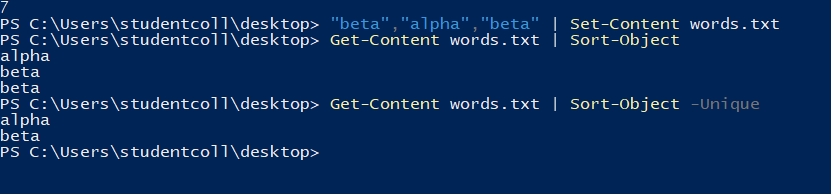 7
PS C:\Users\studentcoll\desktop> "beta","alpha","beta" | Set-Content words.txt
PS C:\Users\studentcoll\desktop> Get-Content words.txt | Sort-Object
alpha
beta
beta
PS C:\Users\studentcoll\desktop> Get-Content words.txt | Sort-Object -Unique
alpha
beta
PS C:\Users\studentcoll\desktop>